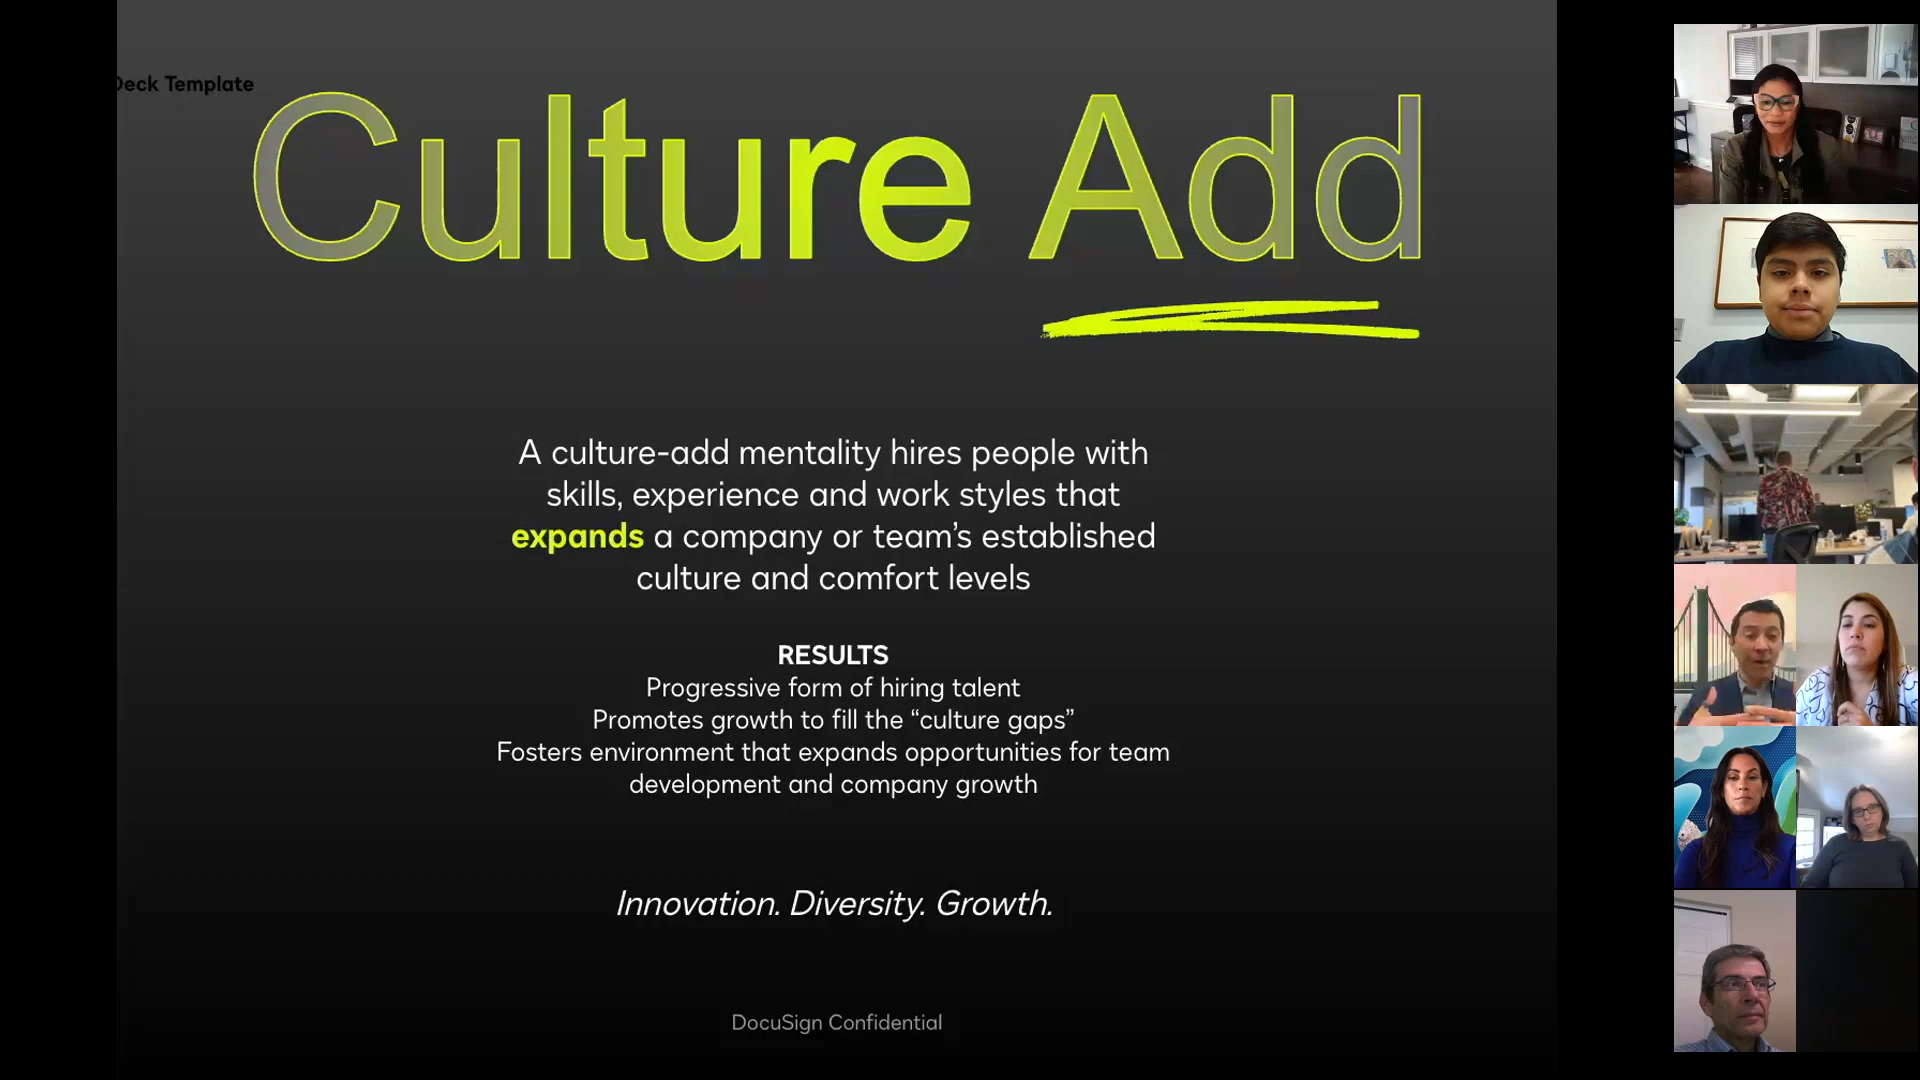 Deck Template
Culture Add
A culture-add mentality hires people with
skills, experience and work styles that
expands a company or team’s established
culture and comfort levels
RESULTS
Progressive form of hiring talent
Promotes growth to fill the “culture gaps”
Fosters environment that expands opportunities for team
development and company growth
Innovation. Diversity. Growth.
DocuSign Confidential